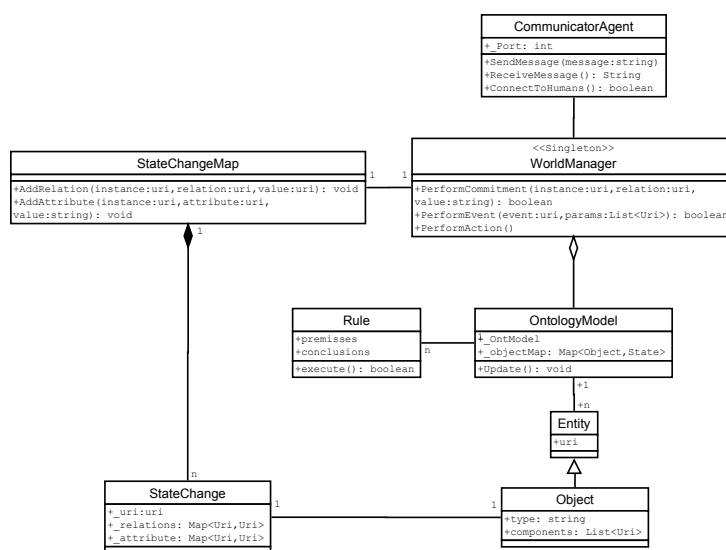 CommunicatorAgent
+_Port: int
+SendMessage(message:string)
+ReceiveMessage(): String
+ConnectToHumans(): boolean
<<Singleton>>
WorldManager
+PerformCommitment(instance:uri,relation:uri,
value:string): boolean
+PerformEvent(event:uri,params:List<Uri>): boolean
+PerformAction()
StateChangeMap
+AddRelation(instance:uri,relation:uri,value:uri): void
+AddAttribute(instance:uri,attribute:uri,
value:string): void
1
1
1
Rule
+premisses
+conclusions
+execute(): boolean
n
1
OntologyModel
+_OntModel
+_objectMap: Map<Object,State>
+Update(): void
+1
+n
Entity
+uri
n
StateChange
+_uri:uri
+_relations: Map<Uri,Uri>
+_attribute: Map<Uri,Uri>
1
1
Object
+type: string
+components: List<Uri>